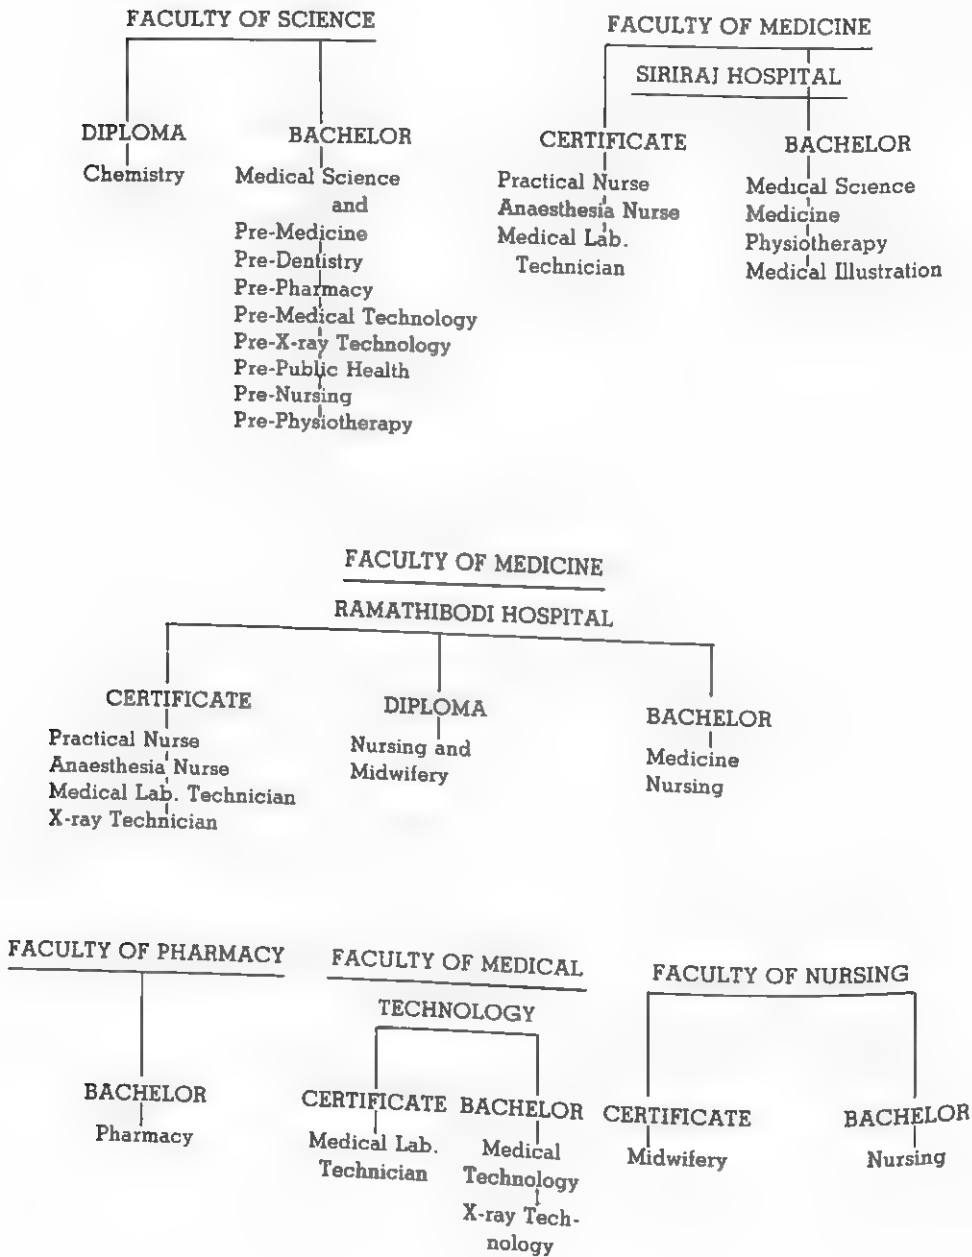 FACULTY OF SCIENCE
DIPLOMA
Chemistry
BACHELOR
Medical Science
and
Pre-Medicine
Pre-Dentistry
Pre-Pharmacy
Pre-Medical Technology
Pre-X-ray Technology
Pre-Public Health
Pre-Nursing
Pre-Physiotherapy
FACULTY OF MEDICINE
SIRIRAJ HOSPITAL
CERTIFICATE
Practical Nurse
Anaesthesia Nurse
Medical Lab.
Technician
BACHELOR
Medical Science
Medicine
Physiotherapy
Medical Illustration
FACULTY OF MEDICINE
RAMATHIBODI HOSPITAL
CERTIFICATE
Practical Nurse
Anaesthesia Nurse
Medical Lab. Technician
X-ray Technician
DIPLOMA
Nursing and
Midwifery
BACHELOR
Medicine
Nursing
FACULTY OF PHARMACY
BACHELOR
Pharmacy
FACULTY OF MEDICAL
TECHNOLOGY
CERTIFICATE
Medical Lab.
Technician
BACHELOR
Medical
Technology
X-ray Tech-
nology
FACULTY OF NURSING
CERTIFICATE
Midwifery
BACHELOR
Nursing